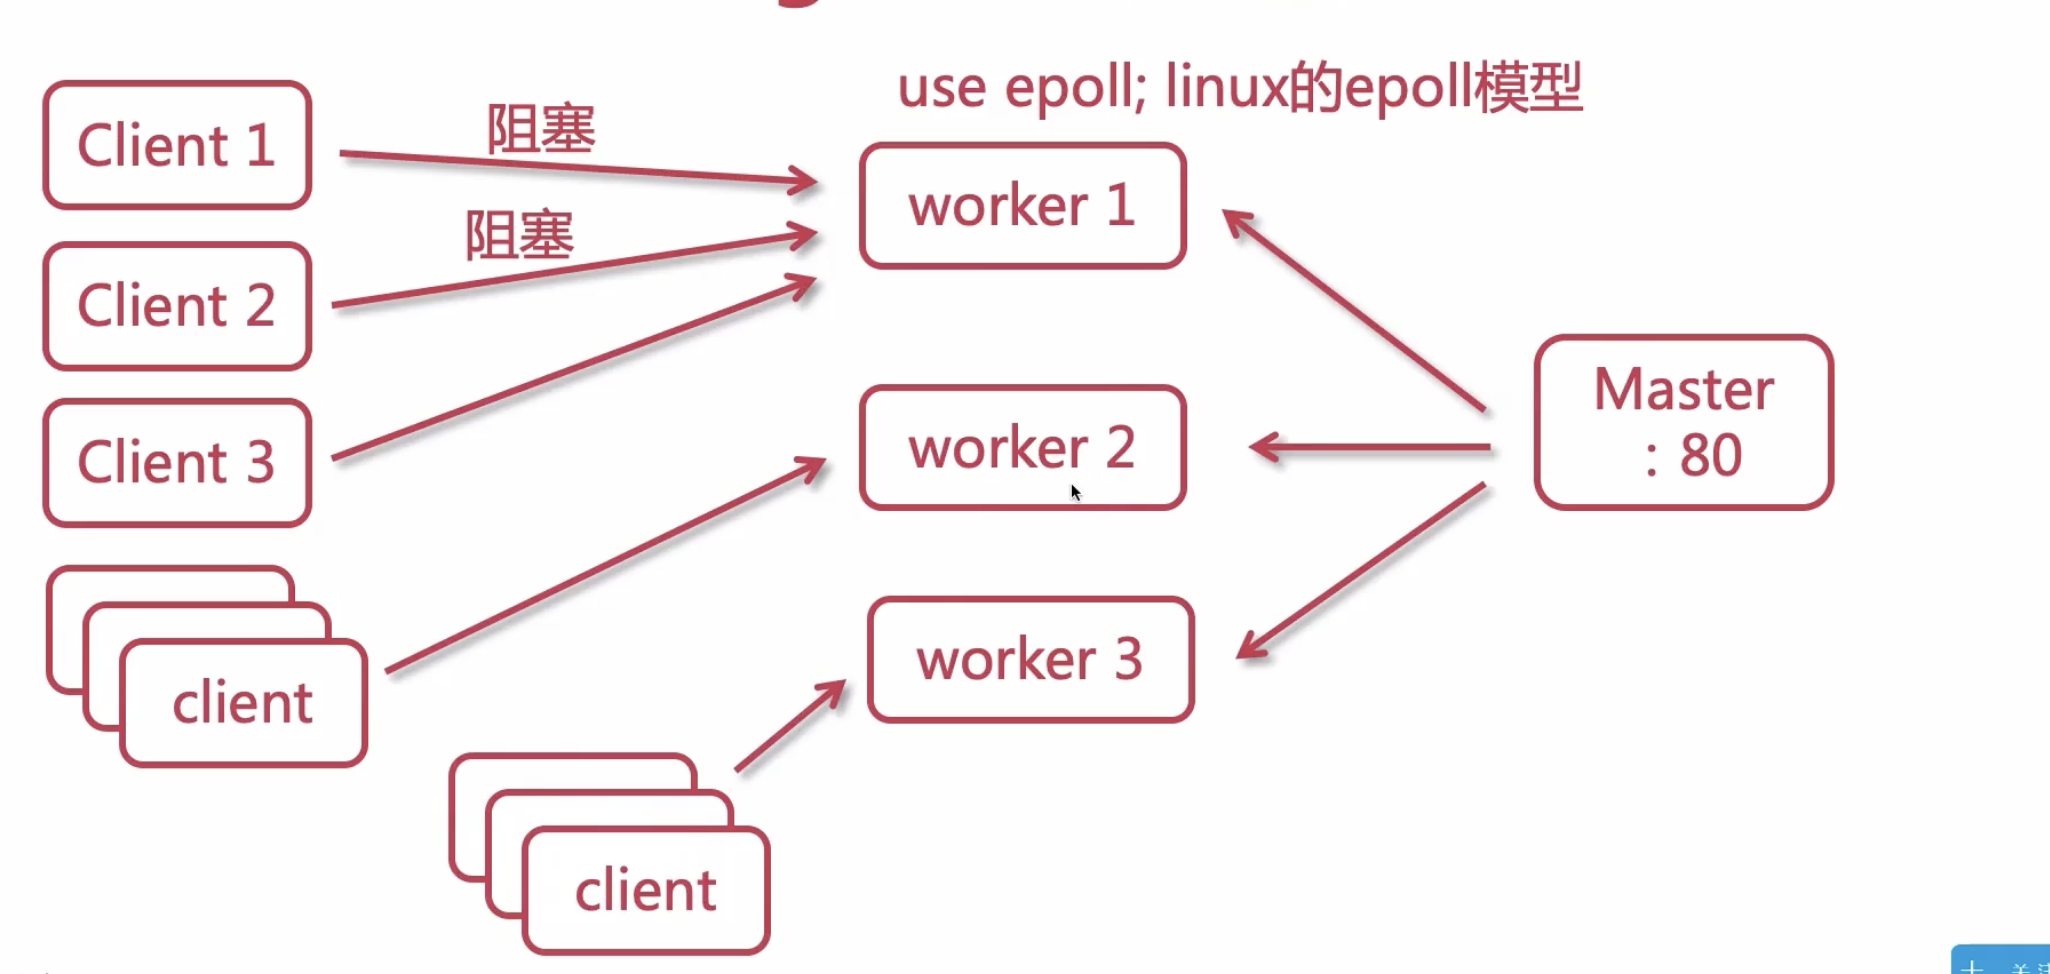 use epoll; linux的epoll模型
Client 1
阻塞
worker 1
阻塞
Client 2
Client 3
worker 2
Master
: 80
client
worker 3
client